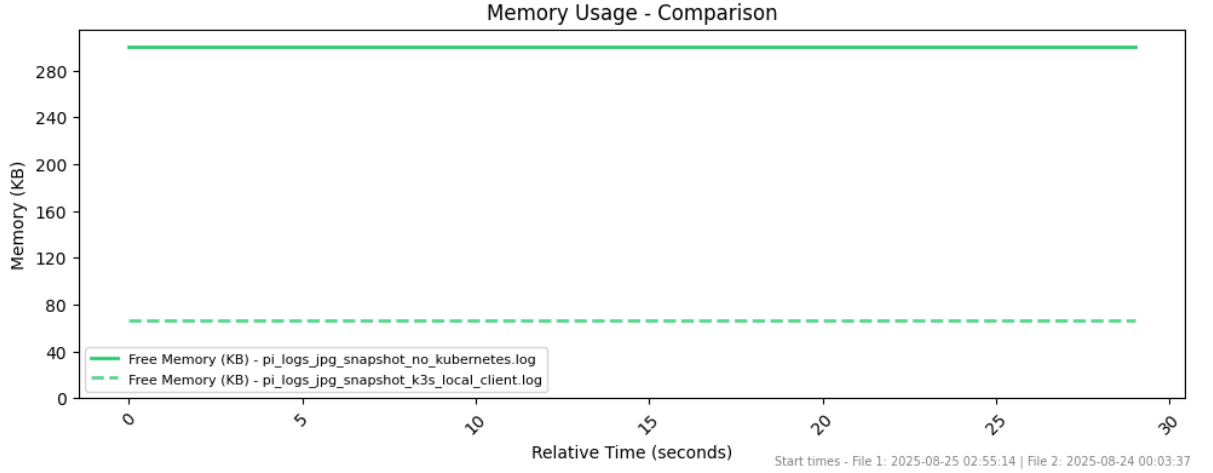 Memory Usage - Comparison
Memory (KB)
280
240
200
160
120
80
40
0
Free Memory (KB) - pi_logs_jpg_snapshot_no_kubernetes.log
Free Memory (KB) - pi_logs_jpg_snapshot_k3s_local_client.log
0
5
10
15
20
25
30
Relative Time (seconds)
Start times - File 1: 2025-08-25 02:55:14 | File 2: 2025-08-24 00:03:37